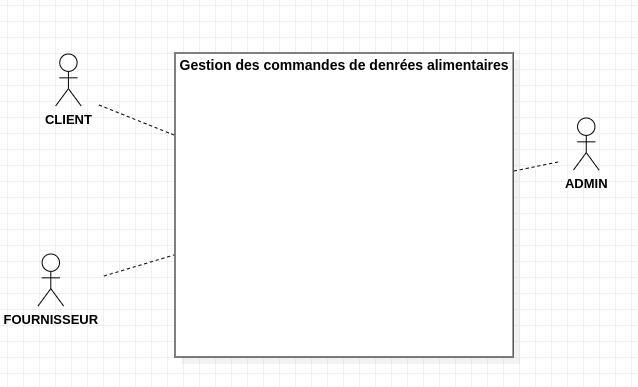 Gestion des commandes de denrées alimentaires
CLIENT
ADMIN
FOURNISSEUR